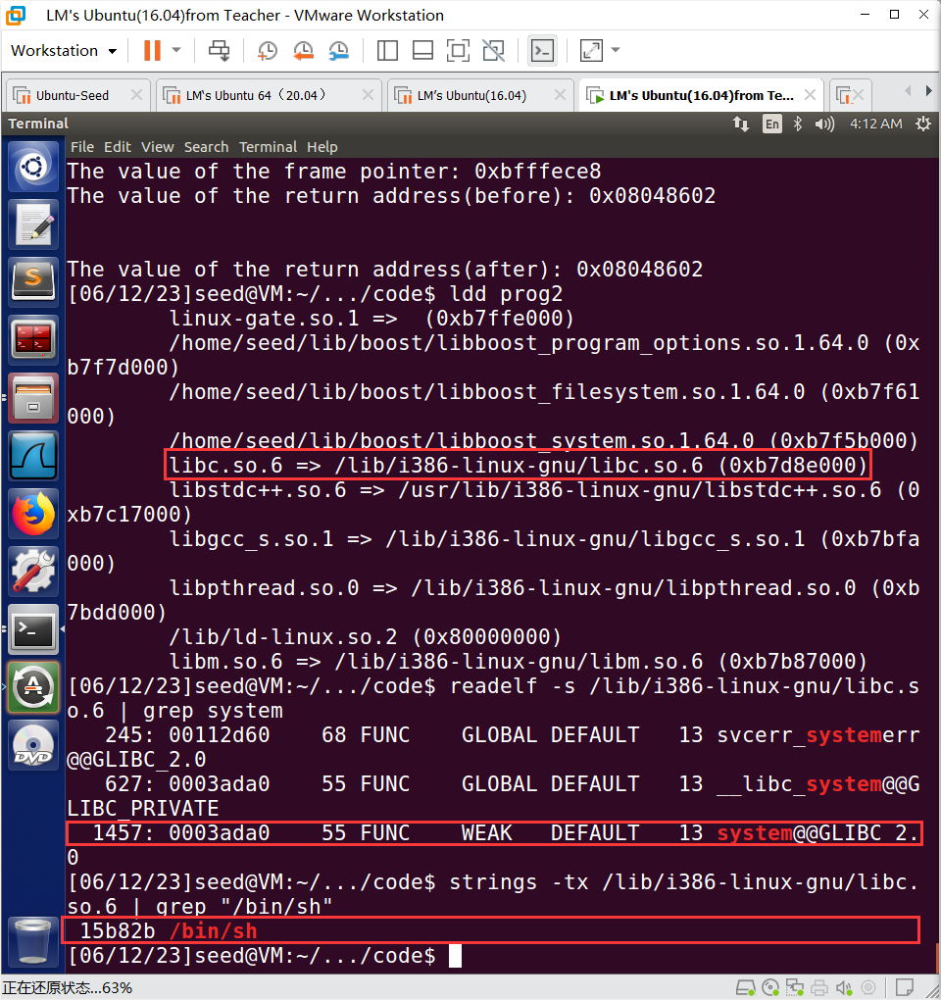 LM's Ubuntu(16.04)from Teacher - VMware Workstation
Workstation
Ubuntu-Seed
LM‘s Ubuntu 64（20.04）
LM’s Ubuntu(16.04)
LM's Ubuntu(16.04)from Te...
Terminal
En
4:12 AM
File Edit View Search Terminal Help
The value of the frame pointer: 0xbfffece8
The value of the return address(before): 0x08048602
The value of the return address(after): 0x08048602
[06/12/23]seed@VM:~/.../code$ ldd prog2
linux-gate.so.1 =>  (0xb7ffe000)
/home/seed/lib/boost/libboost_program_options.so.1.64.0 (0x
b7f7d000)
/home/seed/lib/boost/libboost_filesystem.so.1.64.0 (0xb7f61
000)
/home/seed/lib/boost/libboost_system.so.1.64.0 (0xb7f5b000)
libc.so.6 => /lib/i386-linux-gnu/libc.so.6 (0xb7d8e000)
libstdc++.so.6 => /usr/lib/i386-linux-gnu/libstdc++.so.6 (0
xb7c17000)
libgcc_s.so.1 => /lib/i386-linux-gnu/libgcc_s.so.1 (0xb7bfa
000)
libpthread.so.0 => /lib/i386-linux-gnu/libpthread.so.0 (0xb
7bdd000)
/lib/ld-linux.so.2 (0x80000000)
libm.so.6 => /lib/i386-linux-gnu/libm.so.6 (0xb7b87000)
[06/12/23]seed@VM:~/.../code$ readelf -s /lib/i386-linux-gnu/libc.s
o.6 | grep system
245: 00112d60    68 FUNC    GLOBAL DEFAULT   13 svcerr_systemerr
@@GLIBC_2.0
627: 0003ada0    55 FUNC    GLOBAL DEFAULT   13 __libc_system@@G
LIBC_PRIVATE
1457: 0003ada0    55 FUNC    WEAK   DEFAULT   13 system@@GLIBC_2.
0
[06/12/23]seed@VM:~/.../code$ strings -tx /lib/i386-linux-gnu/libc.
so.6 | grep "/bin/sh"
15b82b /bin/sh
[06/12/23]seed@VM:~/.../code$
DVD
正在还原状态...63%